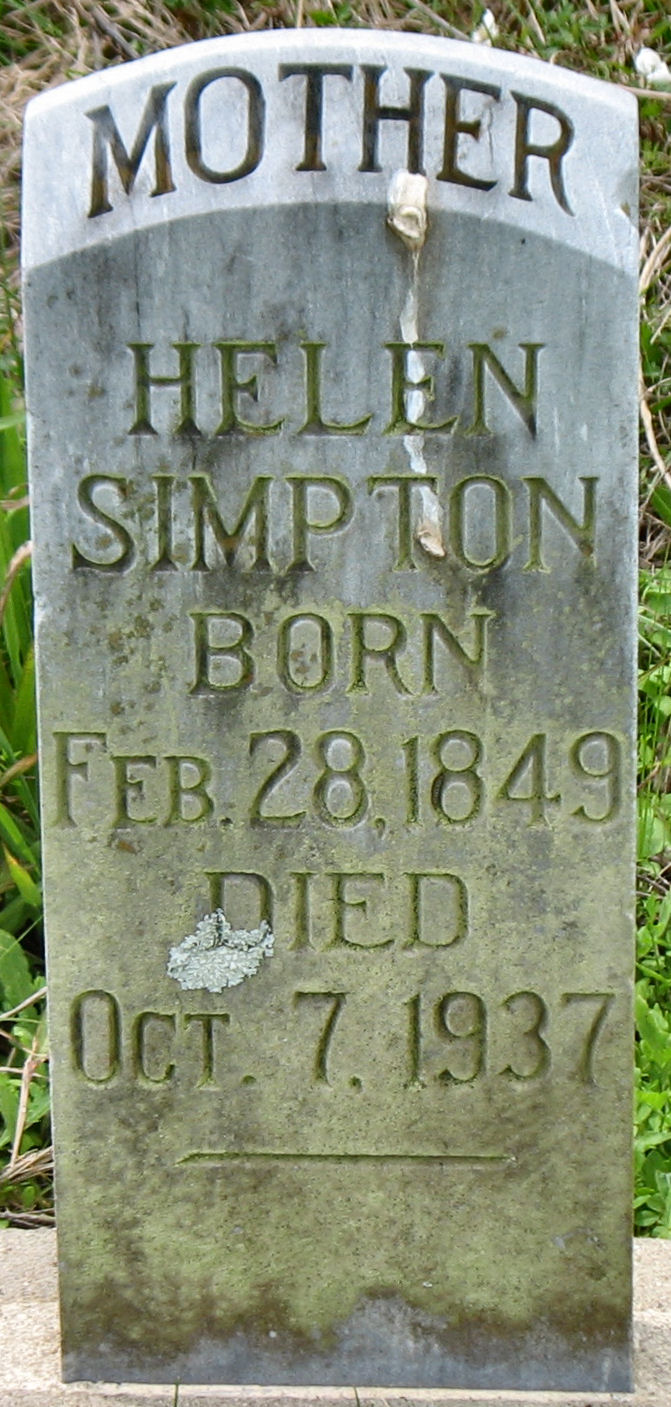 MOTHER
HELEN
SIMPTON
BORN
FEB. 28, 1849
DIED
OCT. 7. 1937